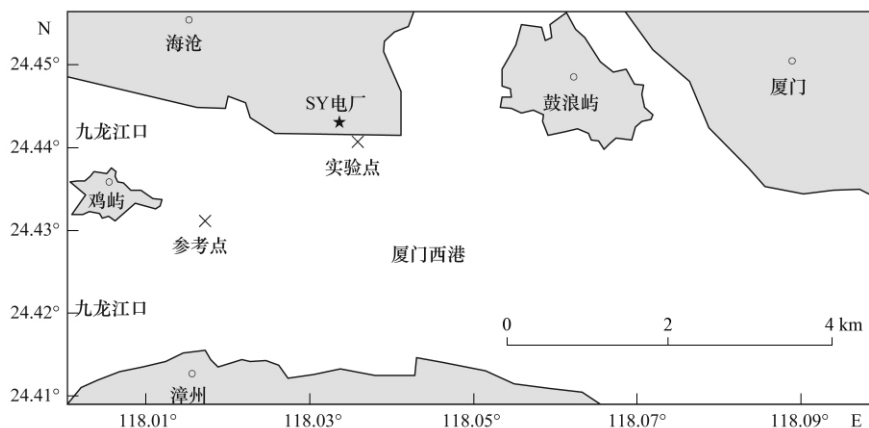 N
24.45°
24.44°
24.43°
24.42°
24.41°
海沧
SY电厂
鼓浪屿
厦门
九龙江口
实验点
鸡屿
参考点
厦门西港
九龙江口
0 2 4 km
漳州
118.01° 118.03° 118.05° 118.07° 118.09° E